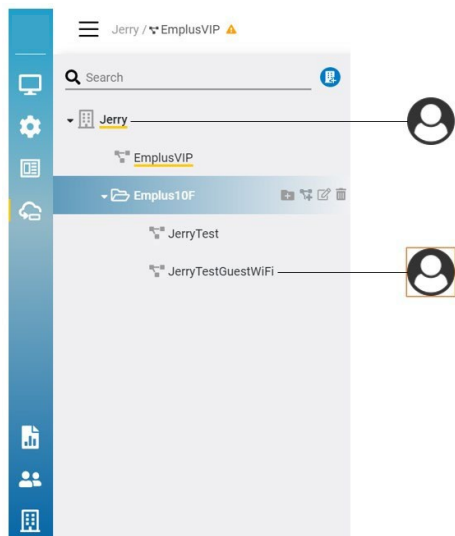 Jerry / EmplusVIP
Search
Jerry
EmplusVIP
Emplus10F
JerryTest
JerryTestGuestWiFi